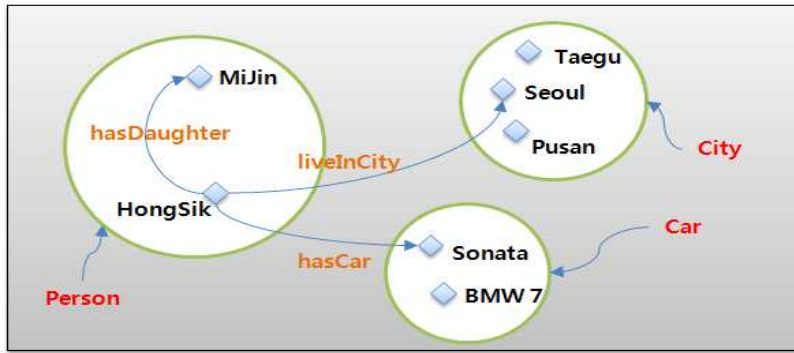 Taegu
MiJin
Seoul
hasDaughter
Pusan
City
liveInCity
HongSik
Car
Sonata
hasCar
Person
BMW 7